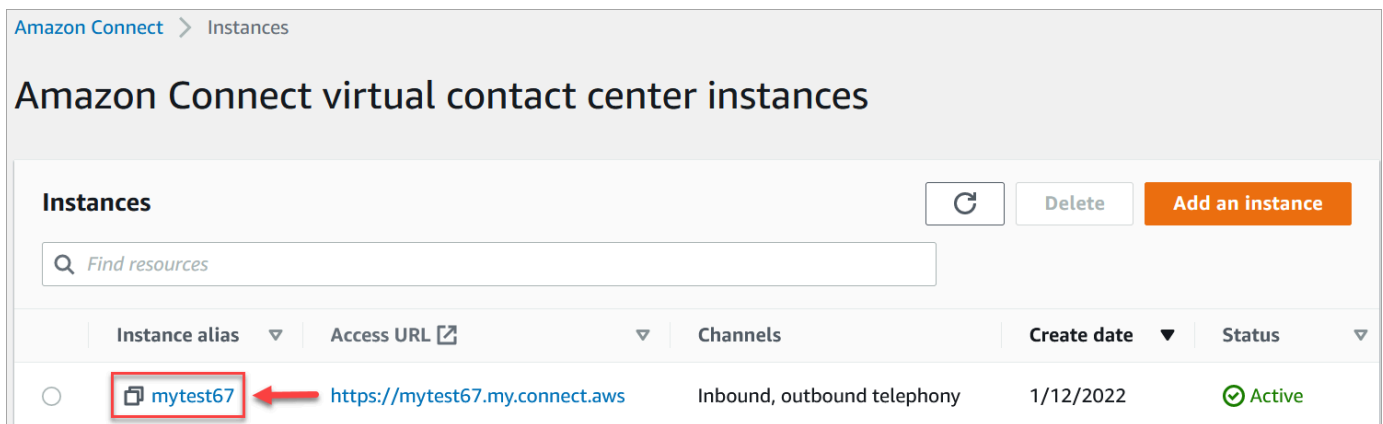 Amazon Connect > Instances
Amazon Connect virtual contact center instances
Instances
Delete
Add an instance
Find resources
Instance alias Access URL Channels Create date Status
mytest67 https://mytest67.my.connect.aws Inbound, outbound telephony 1/12/2022 Active